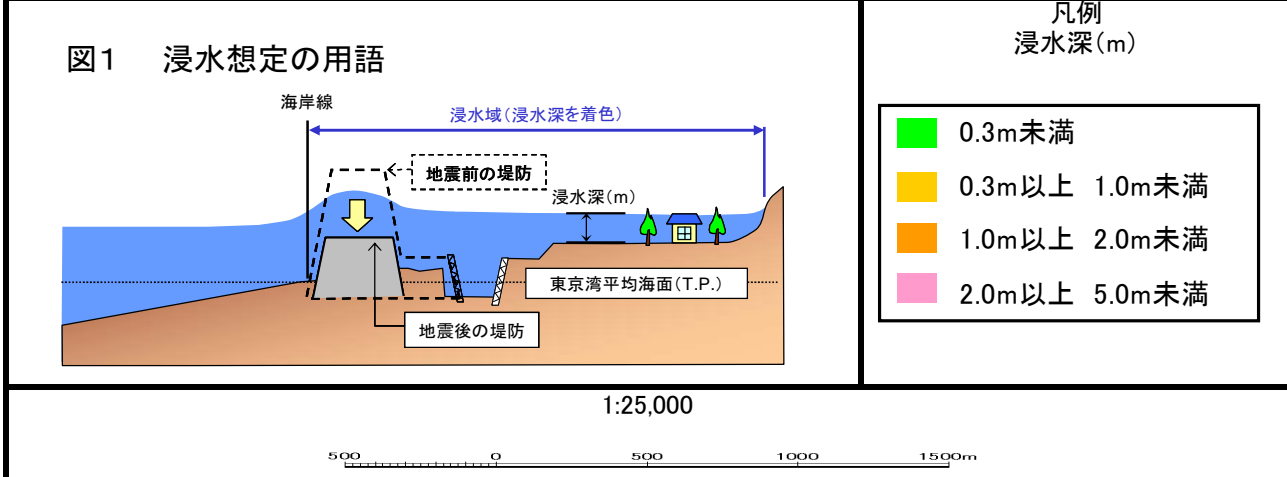 図1 浸水想定の用語
海岸線
浸水域(浸水深を着色)
地震前の堤防
浸水深(m)
東京湾平均海面(T.P.)
地震後の堤防
凡例
浸水深(m)
0.3m未満
0.3m以上 1.0m未満
1.0m以上 2.0m未満
2.0m以上 5.0m未満
1:25,000
500 0 500 1000 1500m